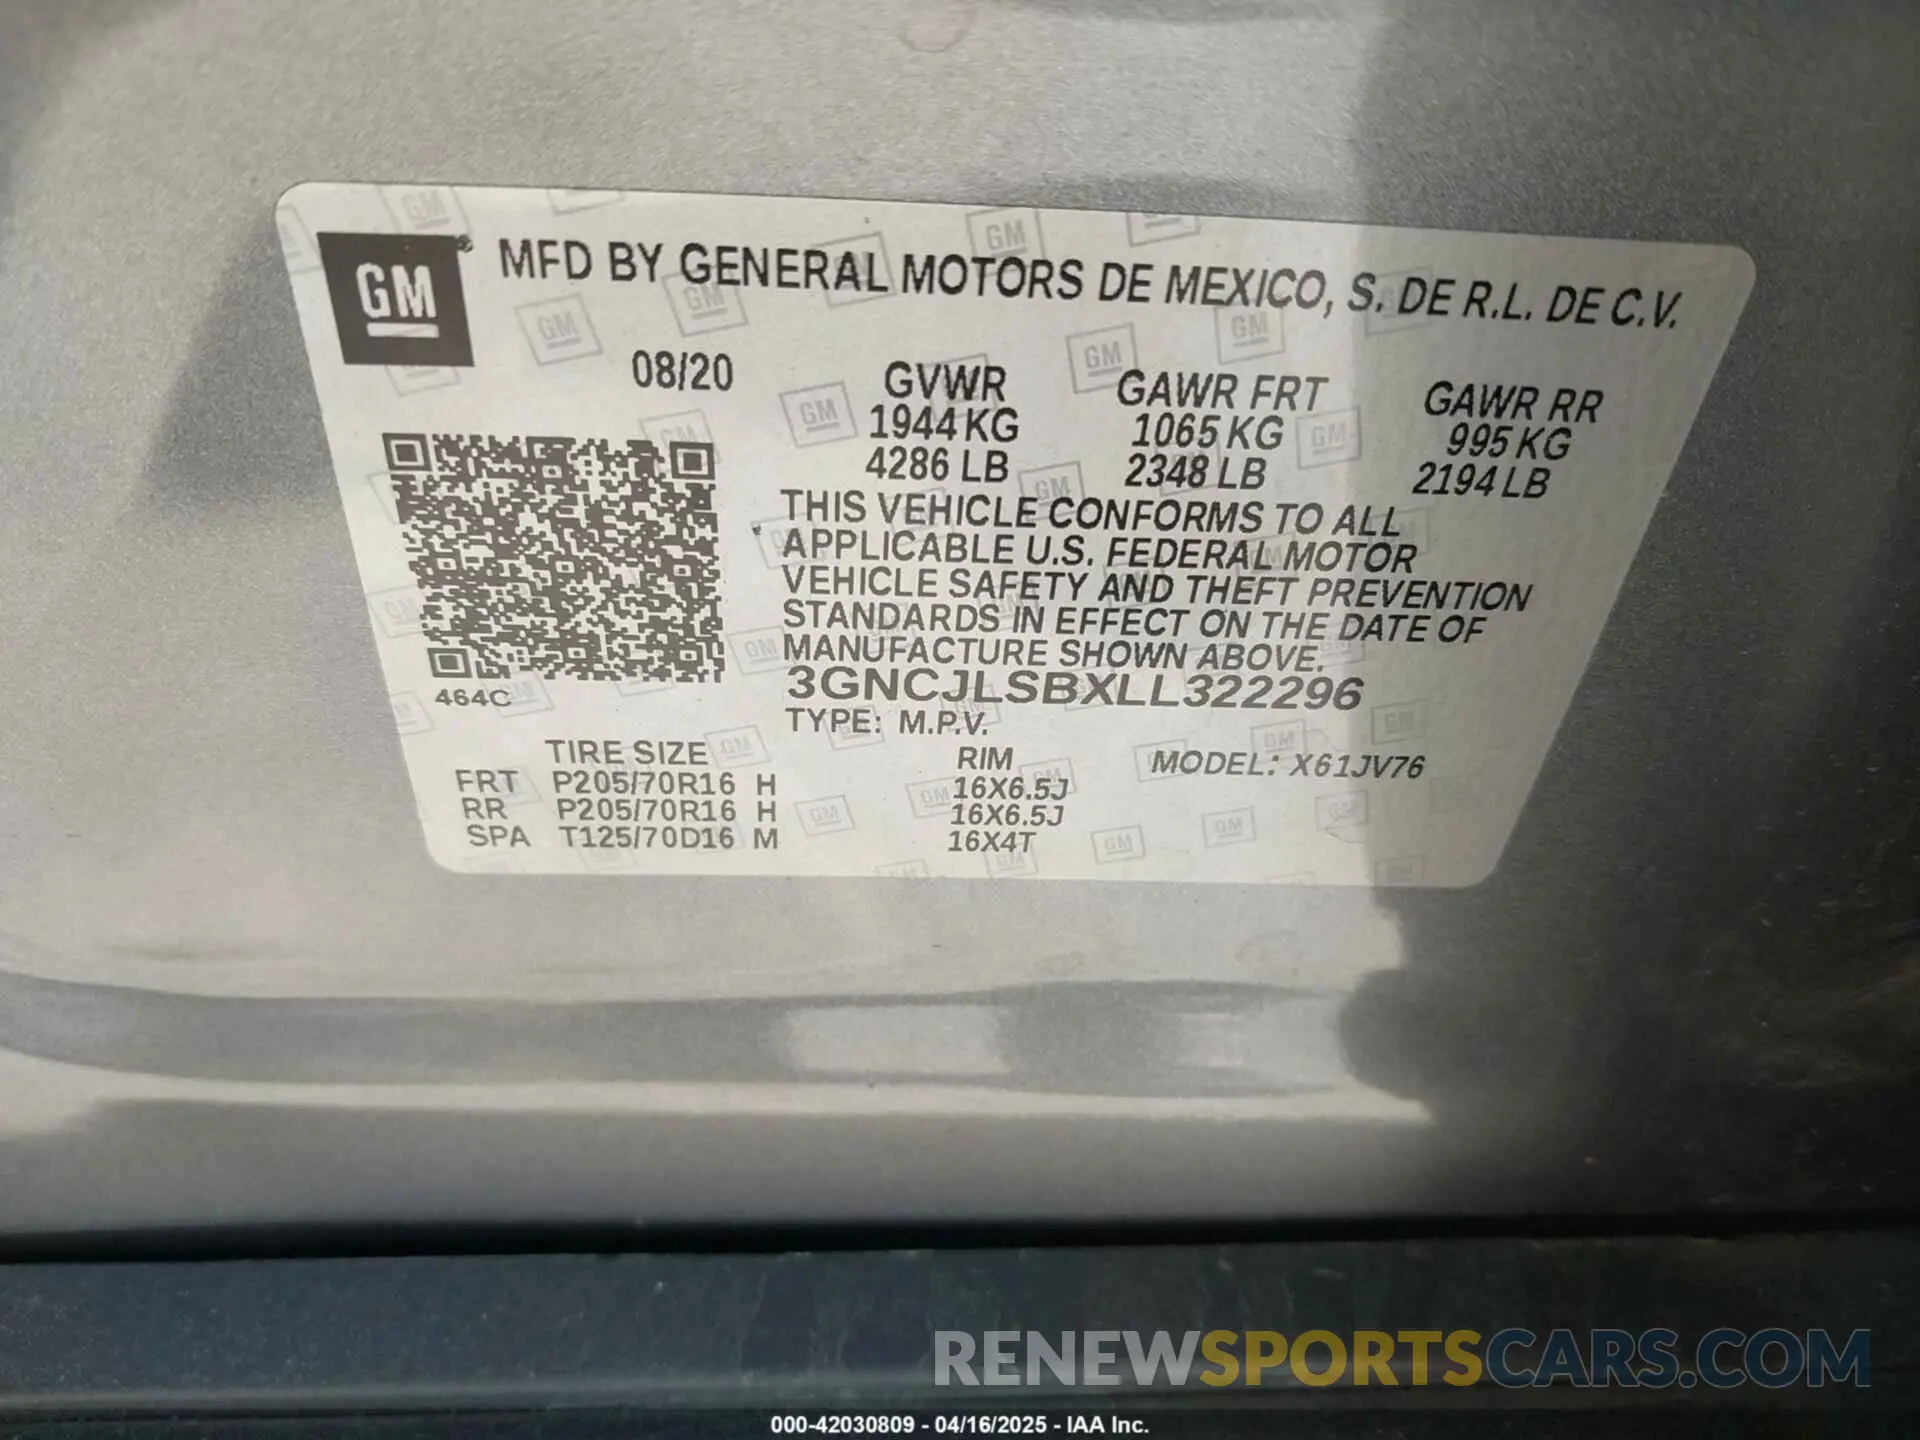 GM ® MFD BY GENERAL MOTORS DE MEXICO, S. DE R.L. DE C.V.
08/20 GVWR GAWR FRT GAWR RR
1944 KG 1065 KG 995 KG
4286 LB 2348 LB 2194 LB
THIS VEHICLE CONFORMS TO ALL
APPLICABLE U.S. FEDERAL MOTOR
VEHICLE SAFETY AND THEFT PREVENTION
STANDARDS IN EFFECT ON THE DATE OF
MANUFACTURE SHOWN ABOVE.
464C 3GNCJLSBXLL322296
TYPE: M.P.V.
TIRE SIZE RIM MODEL: X61JV76
FRT P205/70R16 H 16X6.5J
RR P205/70R16 H 16X6.5J
SPA T125/70D16 M 16X4T
RENEWSPORTSCARS.COM
000-42030809 - 04/16/2025 - IAA Inc.